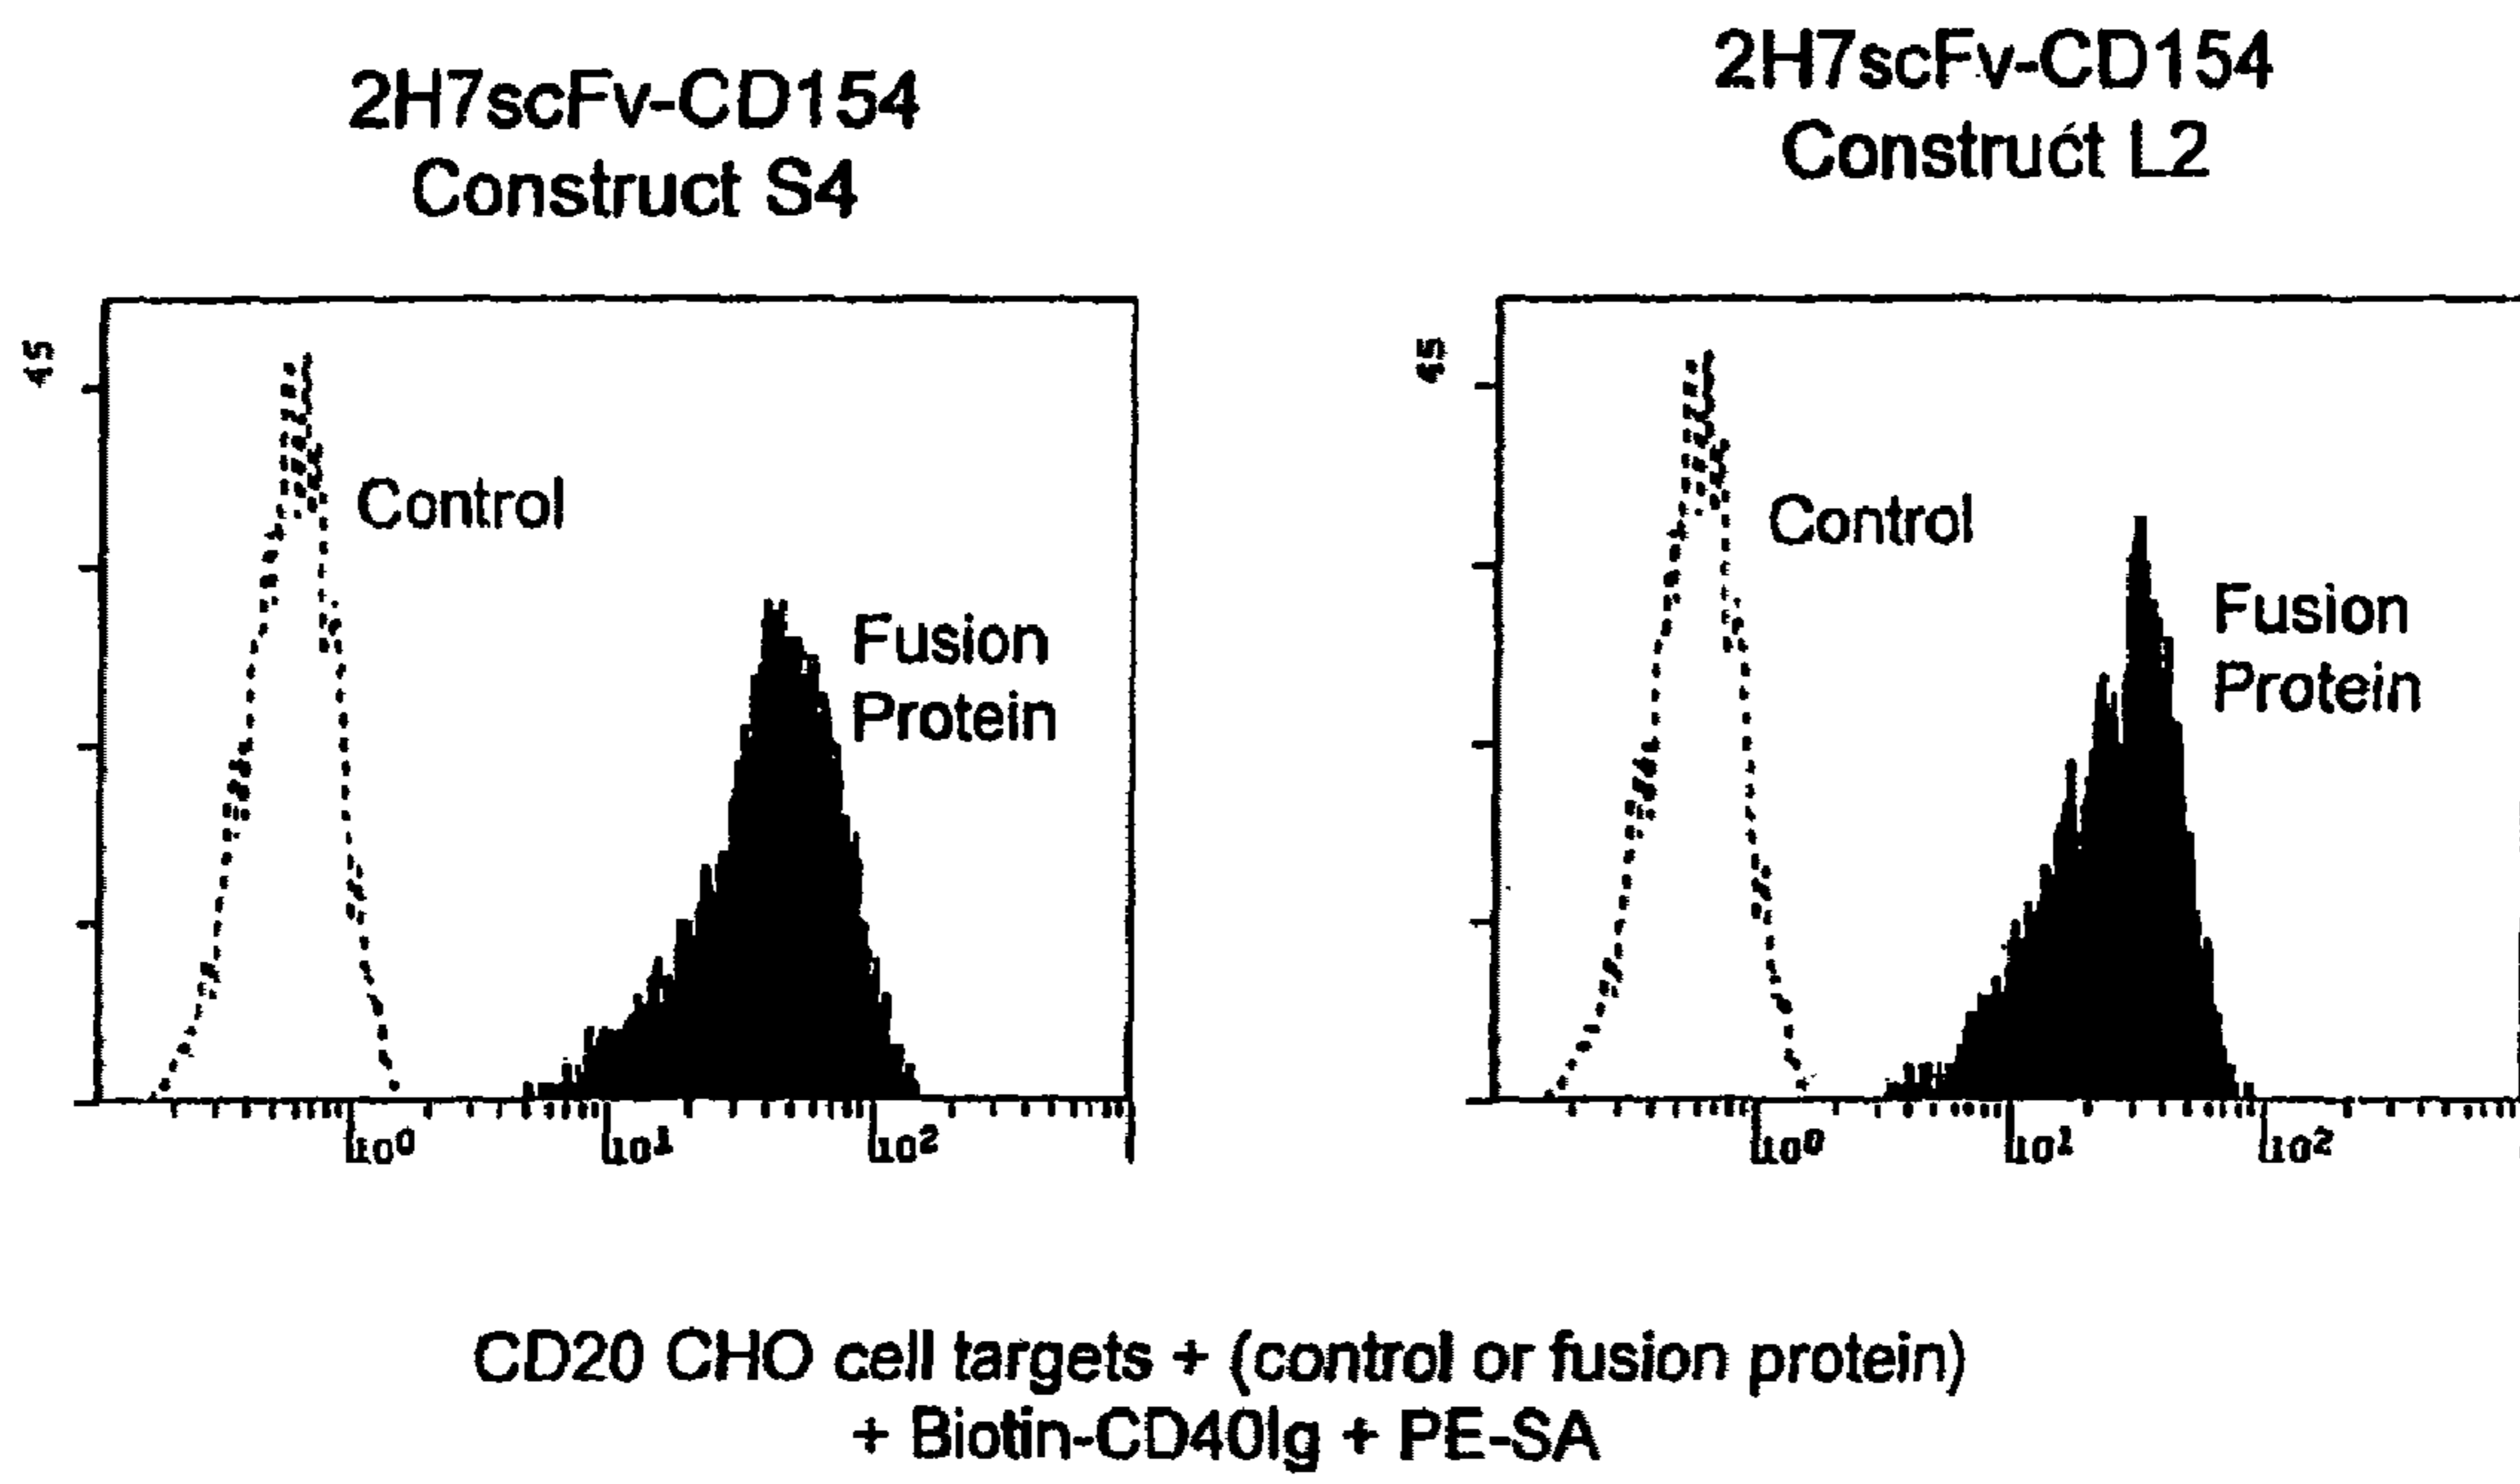 2H7scFv-CD154
Construct S4
2H7scFv-CD154
Construct L2
45
Control
Fusion
Protein
10⁰
10¹
10²
45
Control
Fusion
Protein
10⁰
10¹
10²
CD20 CHO cell targets + (control or fusion protein)
+ Biotin-CD40Ig + PE-SA